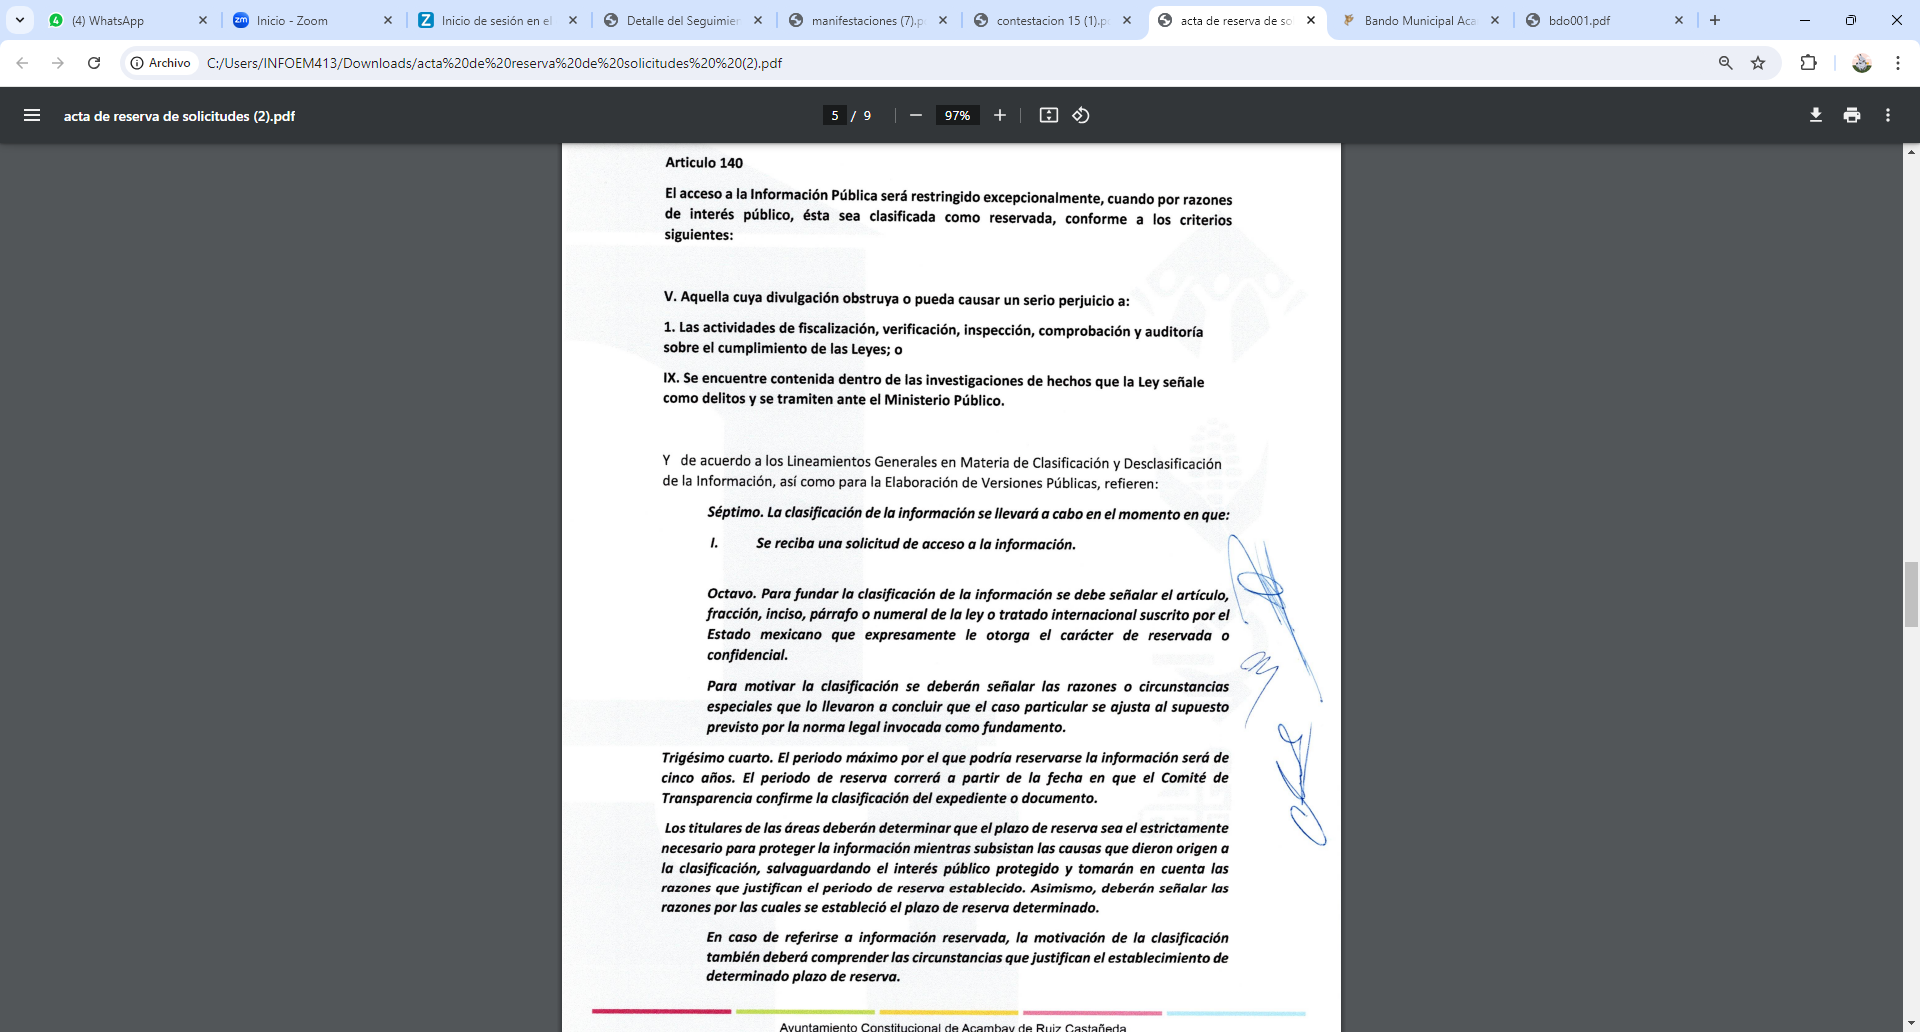 (4) WhatsApp
Inicio - Zoom
Inicio de sesión en el
Detalle del Seguimien
manifestaciones (7).p
contestacion 15 (1).p
acta de reserva de so
Bando Municipal Aca
bdo001.pdf
Archivo
C:/Users/INFOEM413/Downloads/acta%20de%20reserva%20de%20solicitudes%20%20(2).pdf
acta de reserva de solicitudes (2).pdf
5 / 9
97%
Articulo 140
El acceso a la Información Pública será restringido excepcionalmente, cuando por razones
de interés público, ésta sea clasificada como reservada, conforme a los criterios
siguientes:
V. Aquella cuya divulgación obstruya o pueda causar un serio perjuicio a:
1. Las actividades de fiscalización, verificación, inspección, comprobación y auditoría
sobre el cumplimiento de las Leyes; o
IX. Se encuentre contenida dentro de las investigaciones de hechos que la Ley señale
como delitos y se tramiten ante el Ministerio Público.
Y de acuerdo a los Lineamientos Generales en Materia de Clasificación y Desclasificación
de la Información, así como para la Elaboración de Versiones Públicas, refieren:
Séptimo. La clasificación de la información se llevará a cabo en el momento en que:
I. Se reciba una solicitud de acceso a la información.
Octavo. Para fundar la clasificación de la información se debe señalar el artículo,
fracción, inciso, párrafo o numeral de la ley o tratado internacional suscrito por el
Estado mexicano que expresamente le otorga el carácter de reservada o
confidencial.
Para motivar la clasificación se deberán señalar las razones o circunstancias
especiales que lo llevaron a concluir que el caso particular se ajusta al supuesto
previsto por la norma legal invocada como fundamento.
Trigésimo cuarto. El periodo máximo por el que podría reservarse la información será de
cinco años. El periodo de reserva correrá a partir de la fecha en que el Comité de
Transparencia confirme la clasificación del expediente o documento.
Los titulares de las áreas deberán determinar que el plazo de reserva sea el estrictamente
necesario para proteger la información mientras subsistan las causas que dieron origen a
la clasificación, salvaguardando el interés público protegido y tomarán en cuenta las
razones que justifican el periodo de reserva establecido. Asimismo, deberán señalar las
razones por las cuales se estableció el plazo de reserva determinado.
En caso de referirse a información reservada, la motivación de la clasificación
también deberá comprender las circunstancias que justifican el establecimiento de
determinado plazo de reserva.
Ayuntamiento Constitucional de Acambay de Ruiz Castañeda